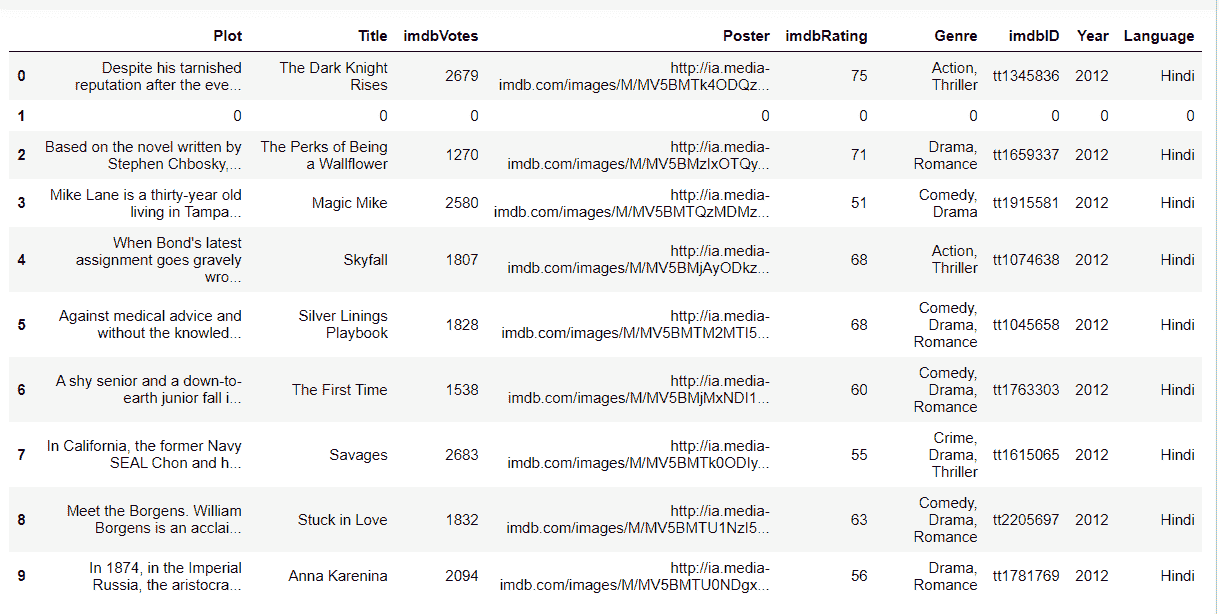 Plot Title imdbVotes Poster imdbRating Genre imdbID Year Language
0 Despite his tarnished reputation after the eve... The Dark Knight Rises 2679 http://ia.media-imdb.com/images/M/MV5BMTk4ODQz... 75 Action, Thriller tt1345836 2012 Hindi
1 0 0 0 0 0 0 0 0 0
2 Based on the novel written by Stephen Chbosky,... The Perks of Being a Wallflower 1270 http://ia.media-imdb.com/images/M/MV5BMzIxOTQy... 71 Drama, Romance tt1659337 2012 Hindi
3 Mike Lane is a thirty-year old living in Tampa... Magic Mike 2580 http://ia.media-imdb.com/images/M/MV5BMTQzMDMz... 51 Comedy, Drama tt1915581 2012 Hindi
4 When Bond's latest assignment goes gravely wro... Skyfall 1807 http://ia.media-imdb.com/images/M/MV5BMjAyODkz... 68 Action, Thriller tt1074638 2012 Hindi
5 Against medical advice and without the knowled... Silver Linings Playbook 1828 http://ia.media-imdb.com/images/M/MV5BMTM2MTI5... 68 Comedy, Drama, Romance tt1045658 2012 Hindi
6 A shy senior and a down-to-earth junior fall i... The First Time 1538 http://ia.media-imdb.com/images/M/MV5BMjMxNDI1... 60 Comedy, Drama, Romance tt1763303 2012 Hindi
7 In California, the former Navy SEAL Chon and h... Savages 2683 http://ia.media-imdb.com/images/M/MV5BMTk0ODIy... 55 Crime, Drama, Thriller tt1615065 2012 Hindi
8 Meet the Borgens. William Borgens is an acclai... Stuck in Love 1832 http://ia.media-imdb.com/images/M/MV5BMTU1NzI5... 63 Comedy, Drama, Romance tt2205697 2012 Hindi
9 In 1874, in the Imperial Russia, the aristocra... Anna Karenina 2094 http://ia.media-imdb.com/images/M/MV5BMTU0NDgx... 56 Drama, Romance tt1781769 2012 Hindi